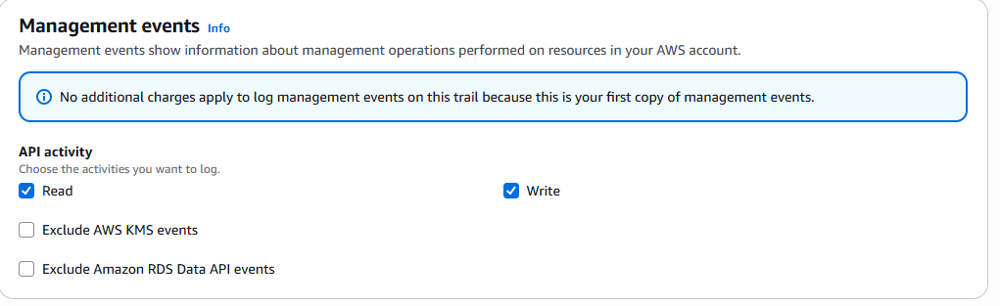 Management events Info
Management events show information about management operations performed on resources in your AWS account.
No additional charges apply to log management events on this trail because this is your first copy of management events.
API activity
Choose the activities you want to log.
Read Write
Exclude AWS KMS events
Exclude Amazon RDS Data API events